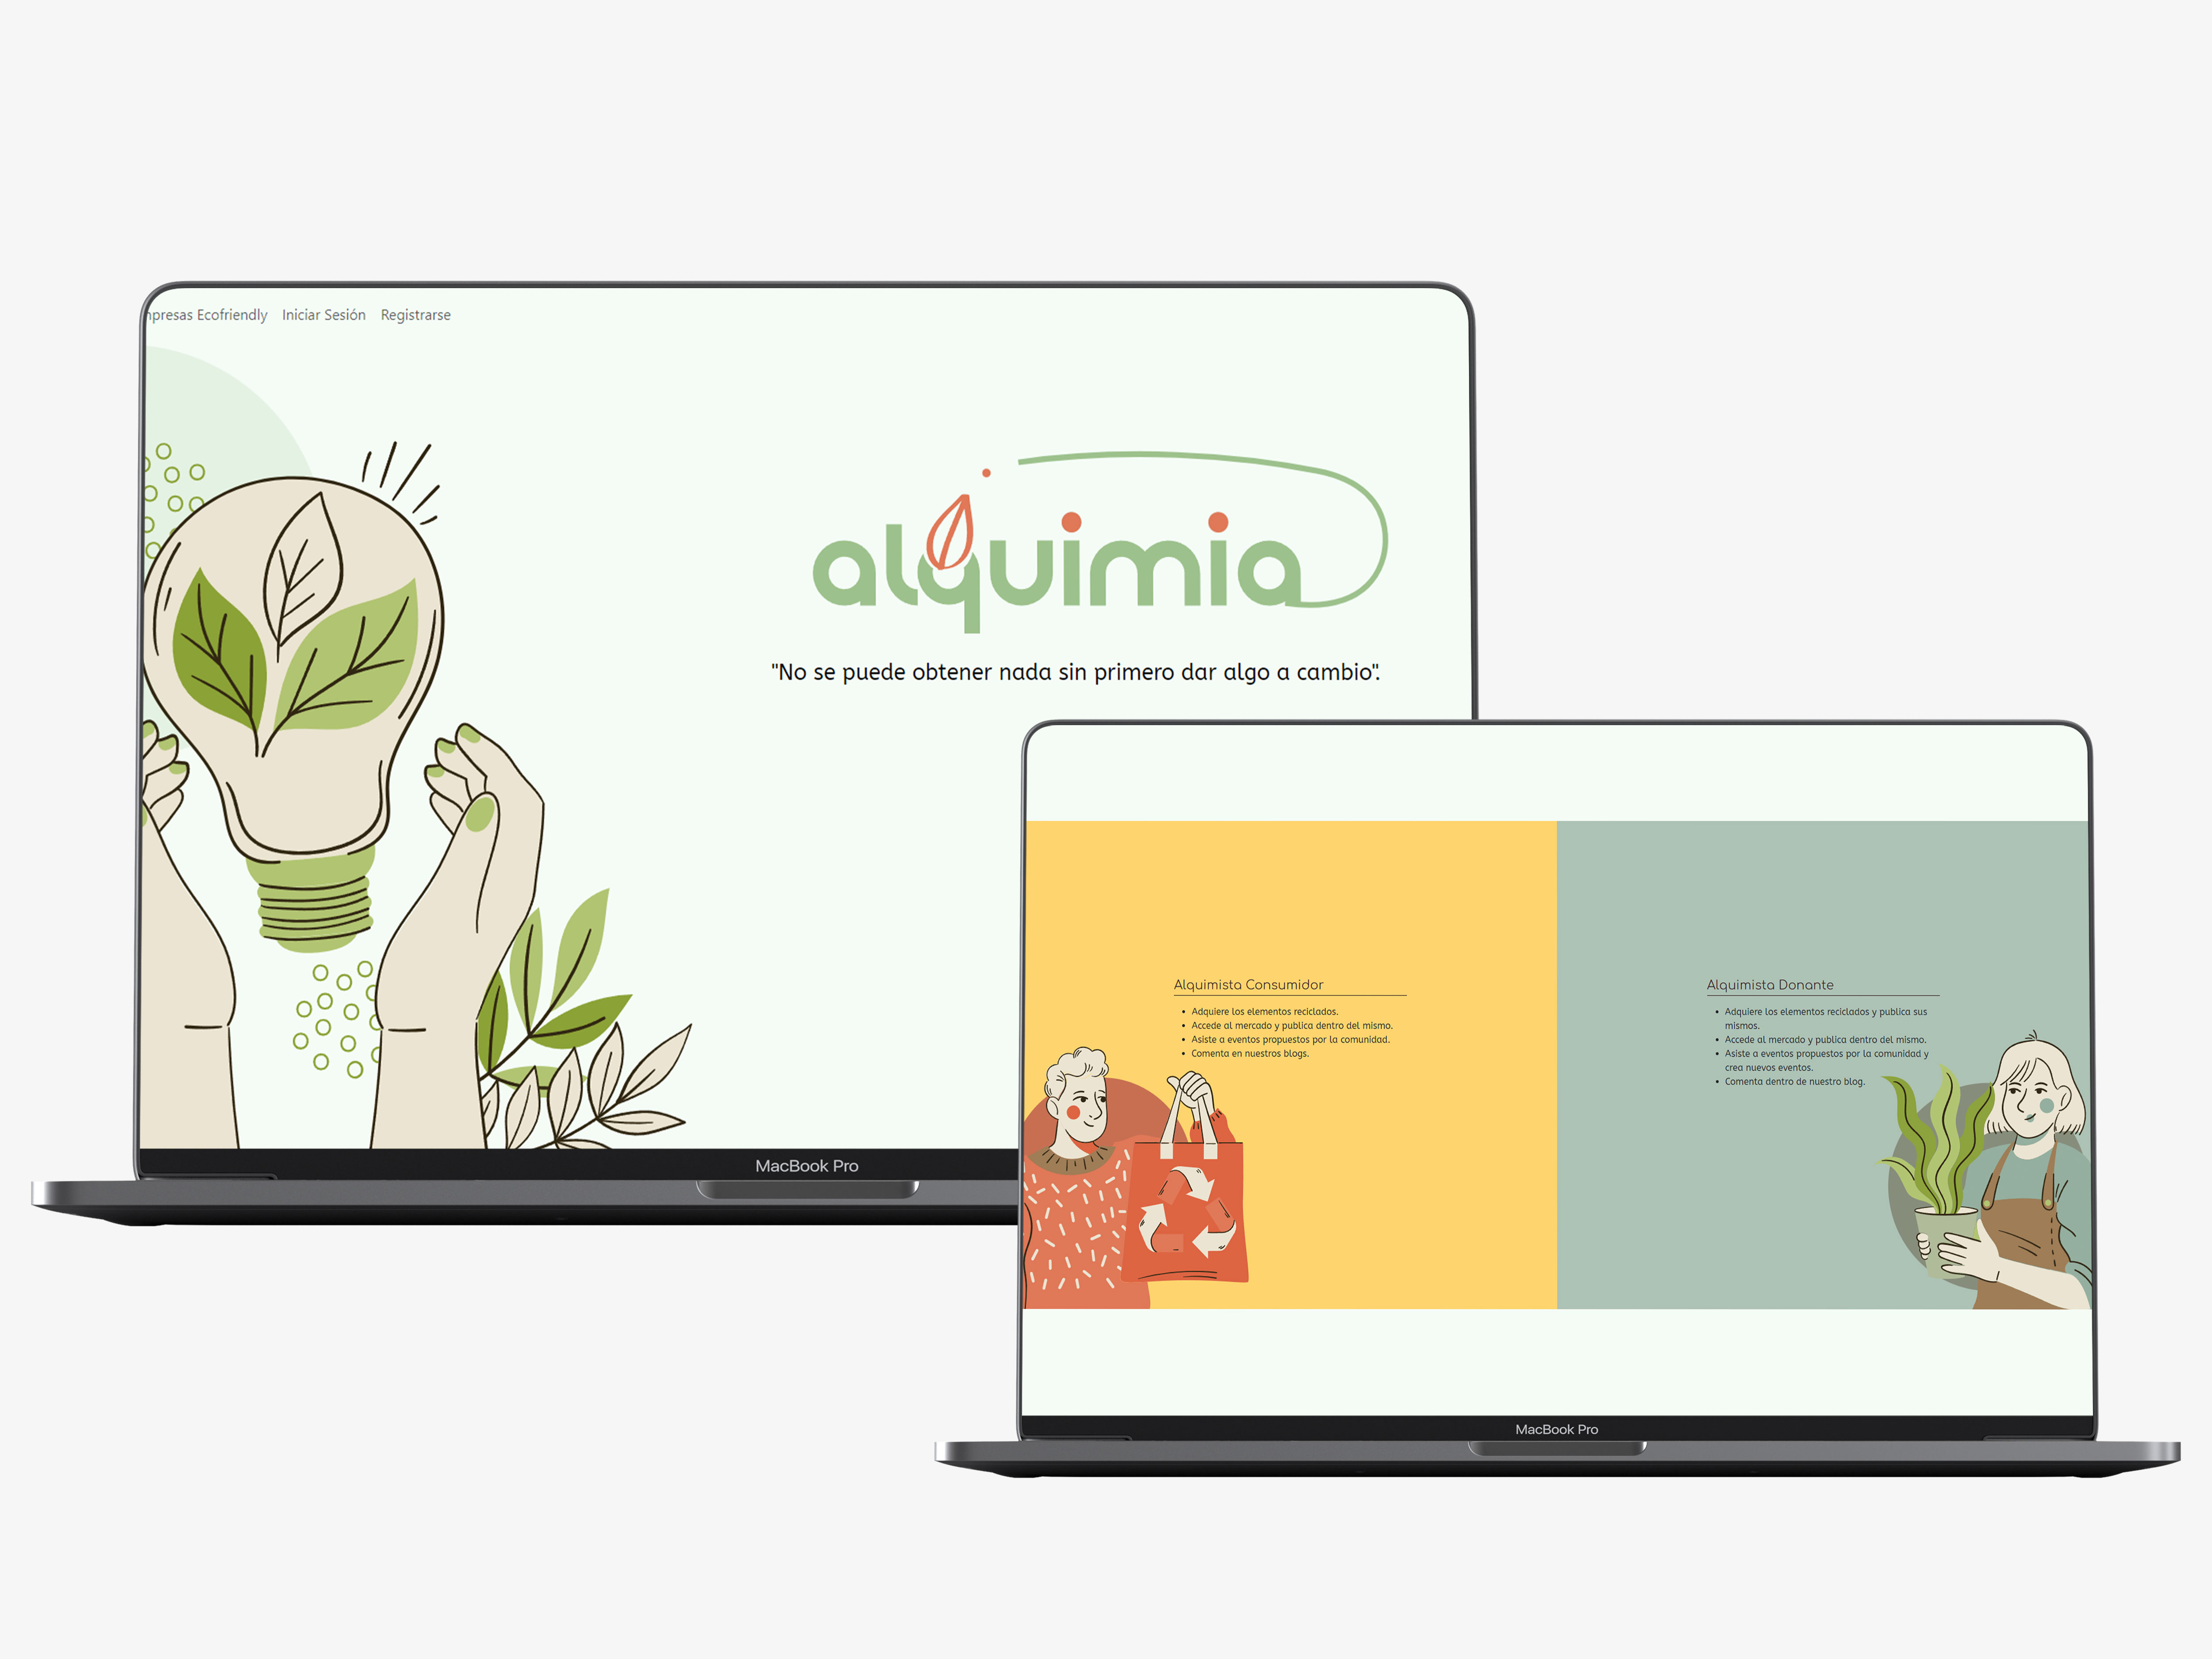 Ecofriendly Iniciar Sesión Registrarse
alquimia
"No se puede obtener nada sin primero dar algo a cambio".
MacBook Pro
Alquimista Consumidor
• Adquiere los elementos reciclados.
• Accede al mercado y publica dentro del mismo.
• Asiste a eventos propuestos por la comunidad.
• Comenta en nuestros blogs.
Alquimista Donante
• Adquiere los elementos reciclados y publica sus
mismos.
• Accede al mercado y publica dentro del mismo.
• Asiste a eventos propuestos por la comunidad y
crea nuevos eventos.
• Comenta dentro de nuestro blog.
MacBook Pro